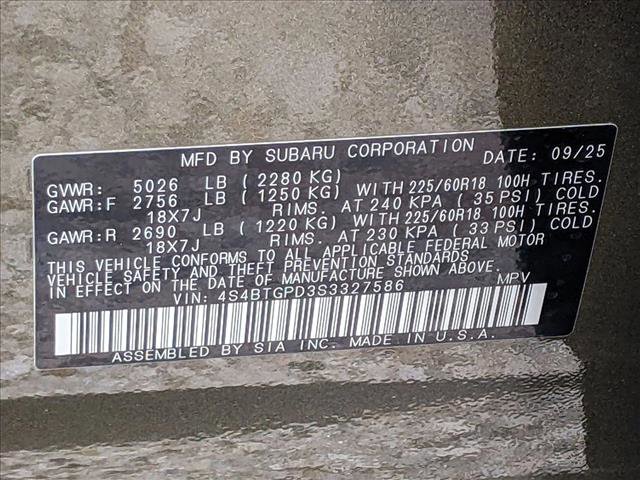 MFD BY SUBARU CORPORATION DATE: 09/25
GVWR: 5026 LB ( 2280 KG)
GAWR:F 2756 LB ( 1250 KG) WITH 225/60R18 100H TIRES.
18X7J RIMS. AT 240 KPA ( 35 PSI) COLD
GAWR:R 2690 LB ( 1220 KG) WITH 225/60R18 100H TIRES.
18X7J RIMS. AT 230 KPA ( 33 PSI) COLD
THIS VEHICLE CONFORMS TO ALL APPLICABLE FEDERAL MOTOR
VEHICLE SAFETY AND THEFT PREVENTION STANDARDS
IN EFFECT ON THE DATE OF MANUFACTURE SHOWN ABOVE.
VIN: 4S4BTGPD3S3327586 MPV
ASSEMBLED BY SIA INC. MADE IN U.S.A.